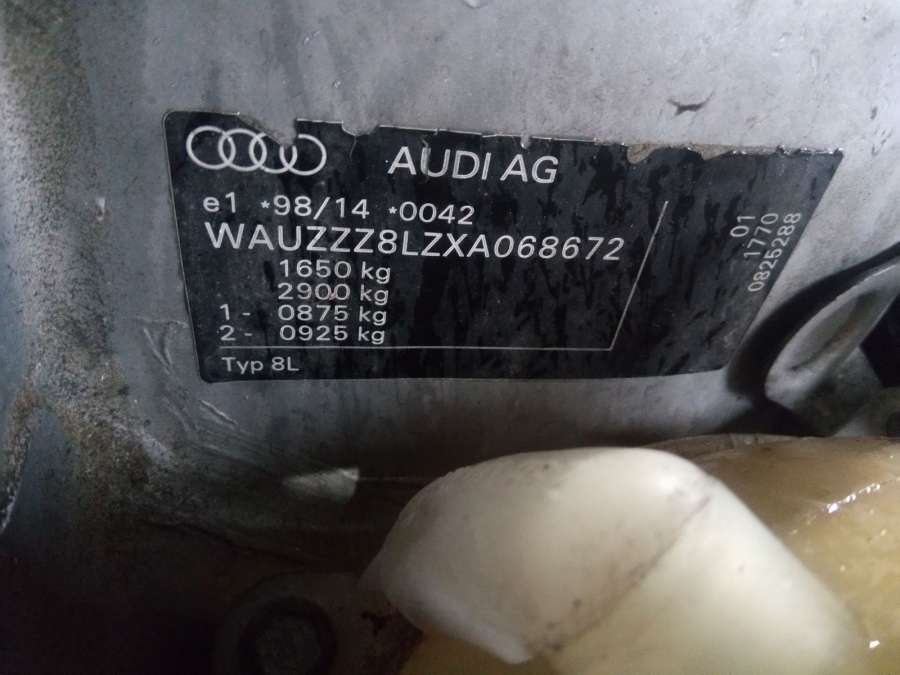 AUDI AG
e1 *98/14 *0042
WAUZZZ8LZXA068672
1650 kg
2900 kg
1 - 0875 kg
2 - 0925 kg
Typ 8L
01
1770
0825288